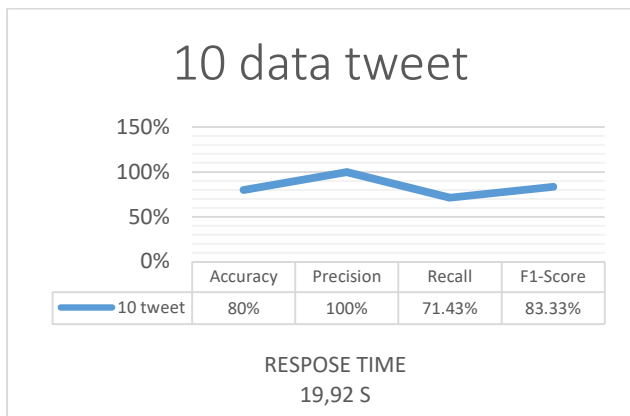 10 data tweet
150%
100%
50%
0%
Accuracy Precision Recall F1-Score
10 tweet 80% 100% 71.43% 83.33%
RESPOSE TIME
19,92 S